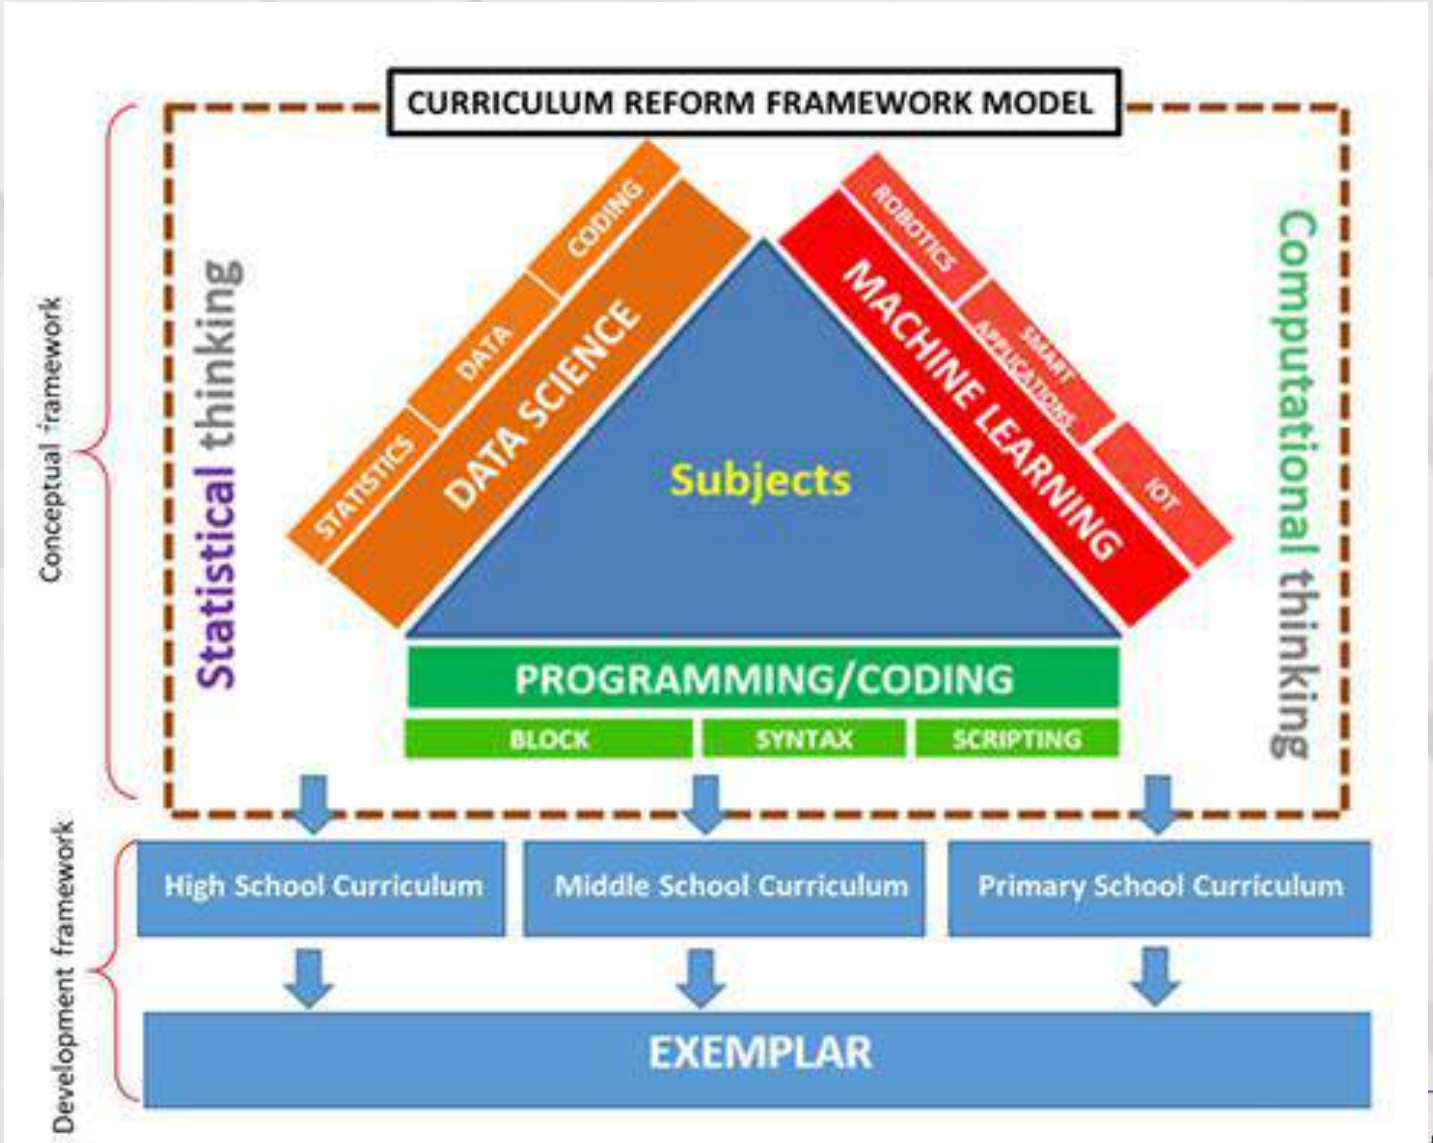 CURRICULUM REFORM FRAMEWORK MODEL
Conceptual framework
Statistical thinking
STATISTICS
DATA
CODING
DATA SCIENCE
Subjects
MACHINE LEARNING
ROBOTICS
SMART
APPLICATIONS
IOT
Computational thinking
PROGRAMMING/CODING
BLOCK
SYNTAX
SCRIPTING
Development framework
High School Curriculum
Middle School Curriculum
Primary School Curriculum
EXEMPLAR